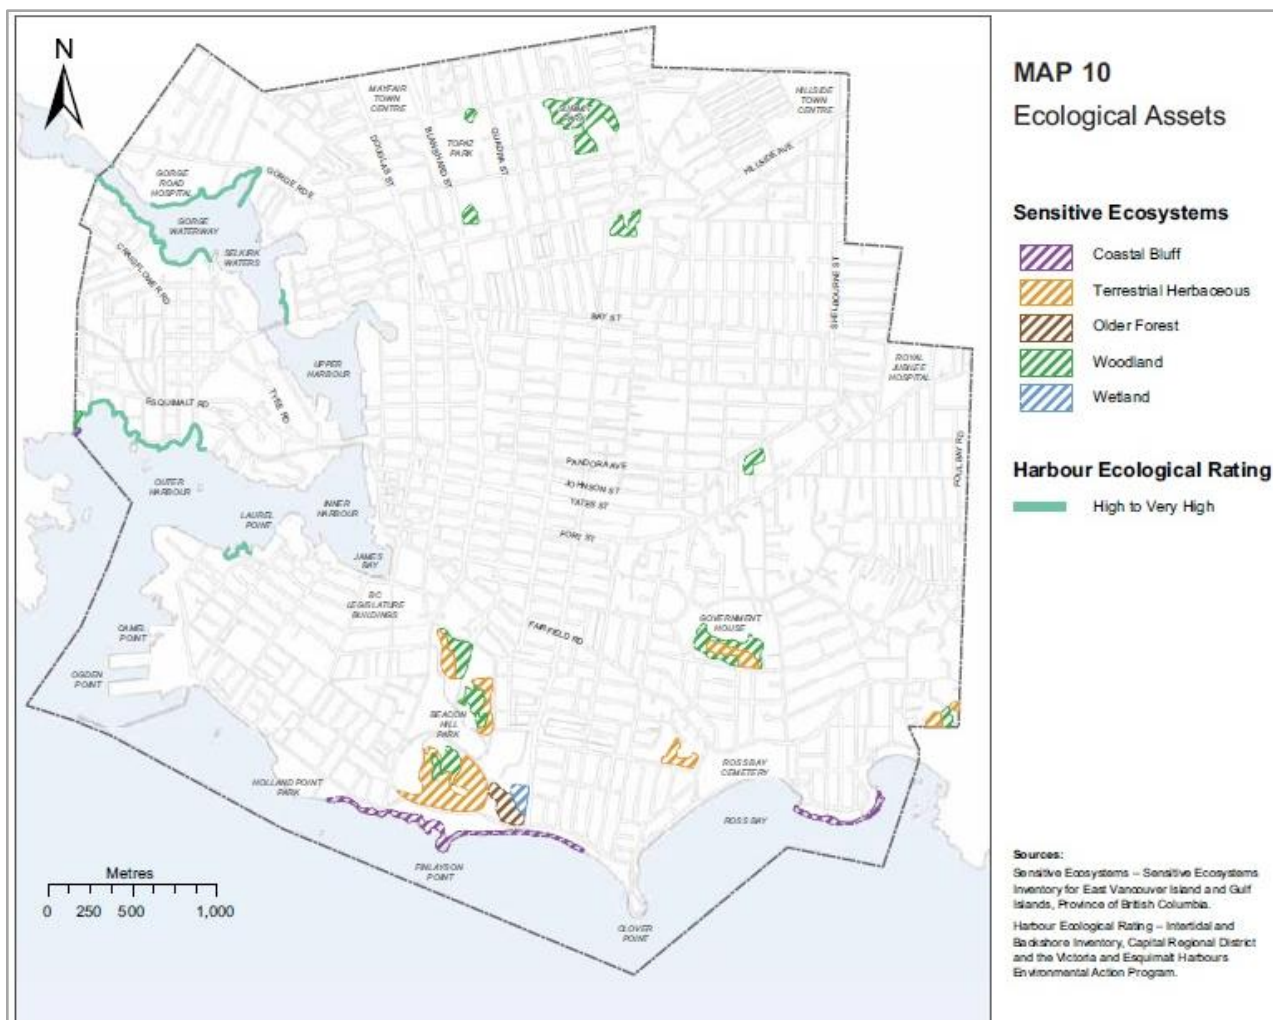 N
MAYFAIR
TOWN
CENTRE
HILLSIDE
TOWN
CENTRE
DOUGLAS ST
BLANSHARD ST
TOPAZ
PARK
QUADRA ST
SUMMIT
PARK
HILLSIDE AVE
GORGE
ROAD
HOSPITAL
GORGE RD E
GORGE
WATERWAY
SELKIRK
WATERS
CRAIGFLOWER RD
SHELBOURNE ST
BAY ST
UPPER
HARBOUR
ROYAL
JUBILEE
HOSPITAL
ESQUIMALT RD
TYEE RD
FOUL BAY RD
PANDORA AVE
JOHNSON ST
YATES ST
FORT ST
OUTER
HARBOUR
LAUREL
POINT
INNER
HARBOUR
JAMES
BAY
BC
LEGISLATURE
BUILDINGS
GOVERNMENT
HOUSE
FAIRFIELD RD
CAMEL
POINT
OGDEN
POINT
BEACON
HILL
PARK
HOLLAND POINT
PARK
ROSS BAY
CEMETERY
ROSS BAY
FINLAYSON
POINT
CLOVER
POINT
Metres
0 250 500 1,000
MAP 10
Ecological Assets
Sensitive Ecosystems
Coastal Bluff
Terrestrial Herbaceous
Older Forest
Woodland
Wetland
Harbour Ecological Rating
High to Very High
Sources:
Sensitive Ecosystems – Sensitive Ecosystems
Inventory for East Vancouver Island and Gulf
Islands, Province of British Columbia.
Harbour Ecological Rating – Intertidal and
Backshore Inventory, Capital Regional District
and the Victoria and Esquimalt Harbours
Environmental Action Program.